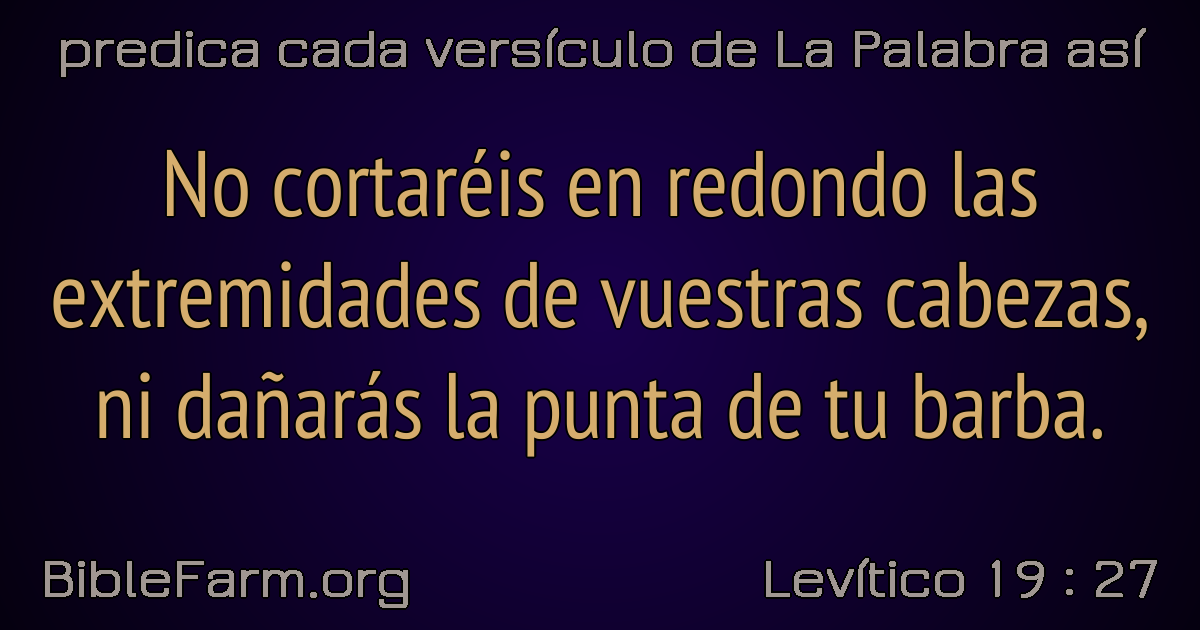 predica cada versículo de La Palabra así
No cortaréis en redondo las
extremidades de vuestras cabezas,
ni dañarás la punta de tu barba.
BibleFarm.org
Levítico 19 : 27